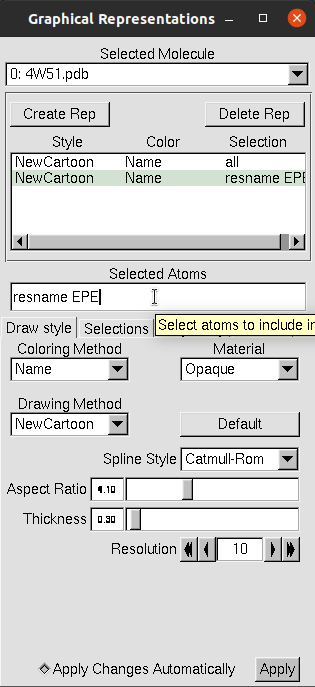 Graphical Representations
Selected Molecule
0: 4W51.pdb
Create Rep Delete Rep
Style Color Selection
NewCartoon Name all
NewCartoon Name resname EPE
Selected Atoms
resname EPE
Draw style Selections
Select atoms to include in
Coloring Method Material
Name Opaque
Drawing Method
NewCartoon Default
Spline Style Catmull-Rom
Aspect Ratio 4.10
Thickness 0.30
Resolution 10
Apply Changes Automatically Apply